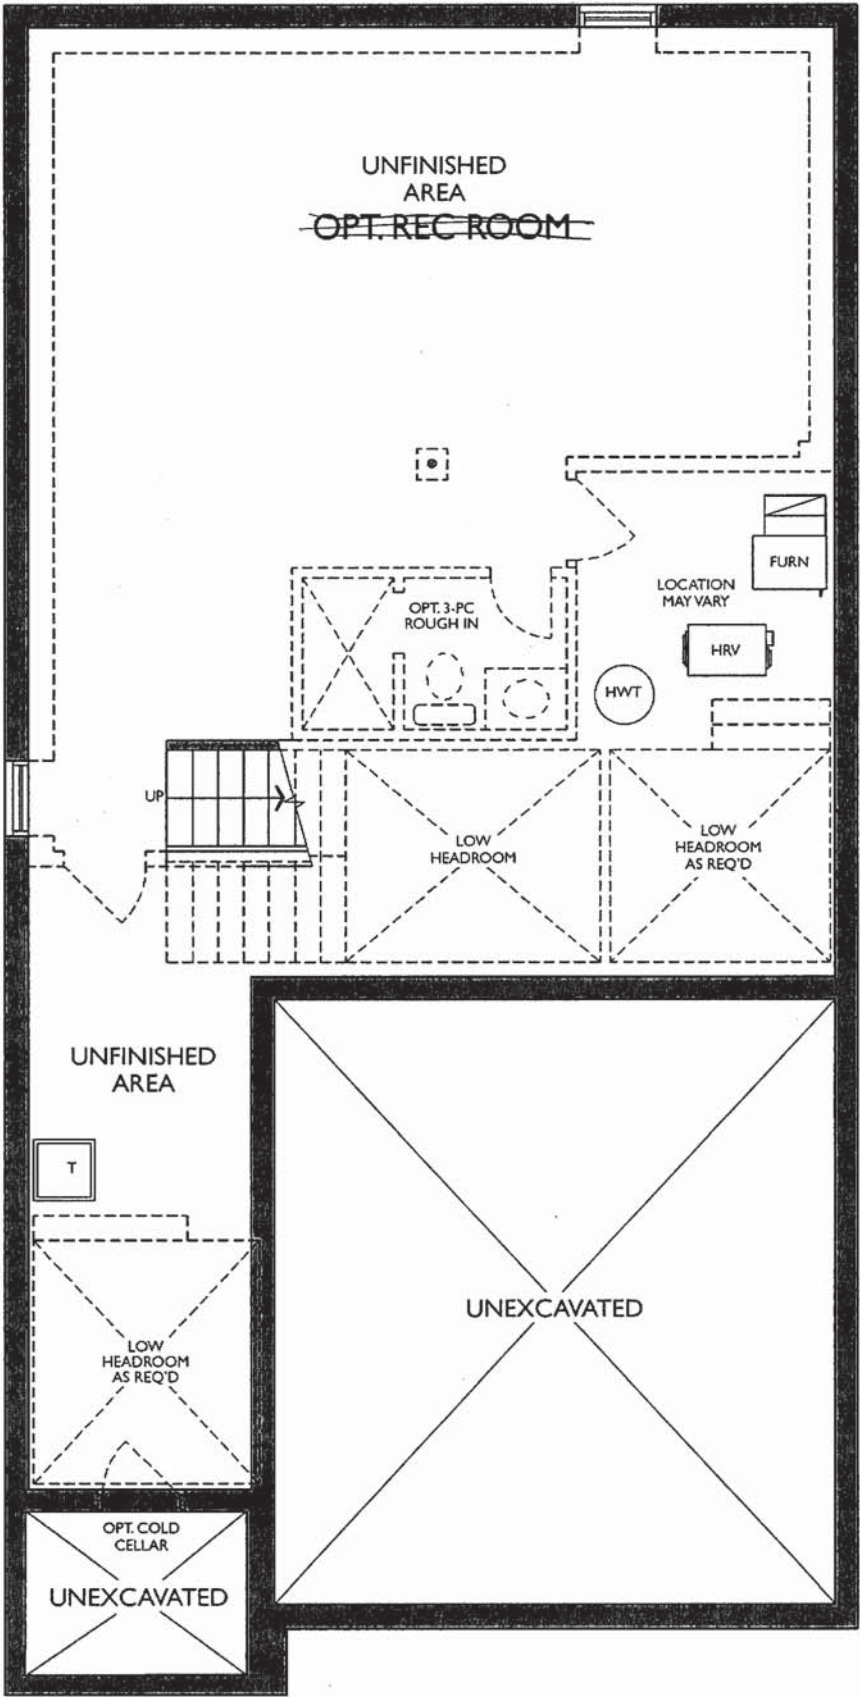 UNFINISHED
AREA
OPT. REC ROOM
FURN
LOCATION
MAY VARY
OPT. 3-PC
ROUGH IN
HRV
HWT
UP
LOW
HEADROOM
LOW
HEADROOM
AS REQ'D
UNFINISHED
AREA
T
UNEXCAVATED
LOW
HEADROOM
AS REQ'D
OPT. COLD
CELLAR
UNEXCAVATED